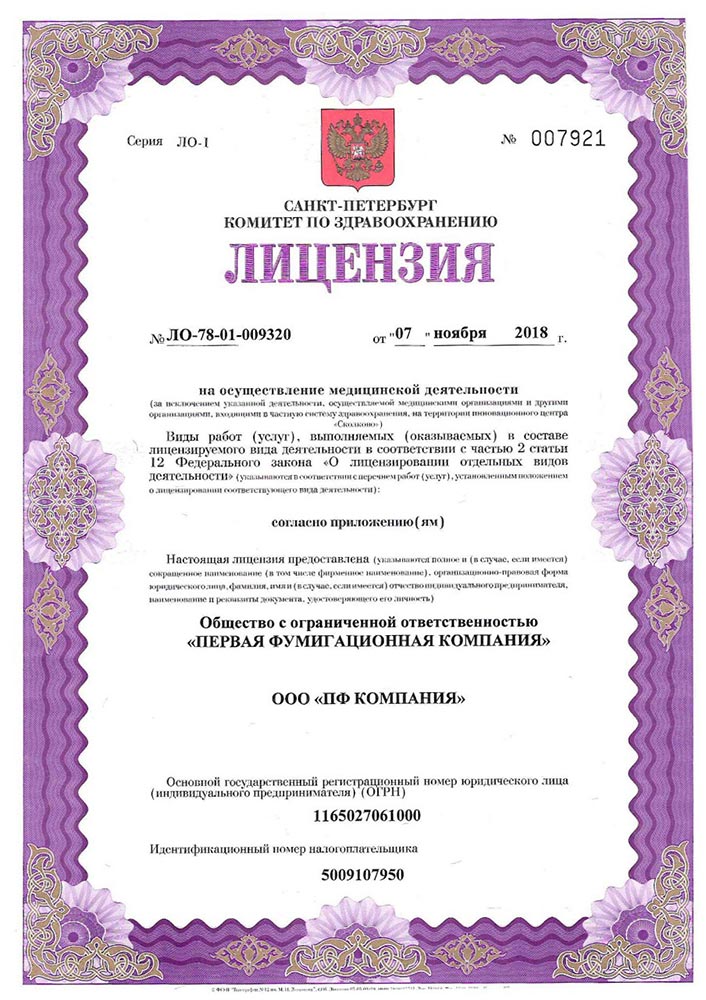 Серия ЛО-1
№ 007921
САНКТ-ПЕТЕРБУРГ
КОМИТЕТ ПО ЗДРАВООХРАНЕНИЮ
ЛИЦЕНЗИЯ
№ ЛО-78-01-009320 от "07" ноября 2018 г.
на осуществление медицинской деятельности
(за исключением указанной деятельности, осуществляемой медицинскими организациями и другими
организациями, входящими в частную систему здравоохранения, на территории инновационного центра
«Сколково»)
Виды работ (услуг), выполняемых (оказываемых) в составе
лицензируемого вида деятельности в соответствии с частью 2 статьи
12 Федерального закона «О лицензировании отдельных видов
деятельности» (указываются в соответствии с перечнем работ (услуг), установленным положением
о лицензировании соответствующего вида деятельности):
согласно приложению(ям)
Настоящая лицензия предоставлена (указываются полное и (в случае, если имеется)
сокращенное наименование (в том числе фирменное наименование), организационно-правовая форма
юридического лица, фамилия, имя и (в случае, если имеется) отчество индивидуального предпринимателя,
наименование и реквизиты документа, удостоверяющего его личность)
Общество с ограниченной ответственностью
«ПЕРВАЯ ФУМИГАЦИОННАЯ КОМПАНИЯ»
ООО «ПФ КОМПАНИЯ»
Основной государственный регистрационный номер юридического лица
(индивидуального предпринимателя) (ОГРН)
1165027061000
Идентификационный номер налогоплательщика
5009107950